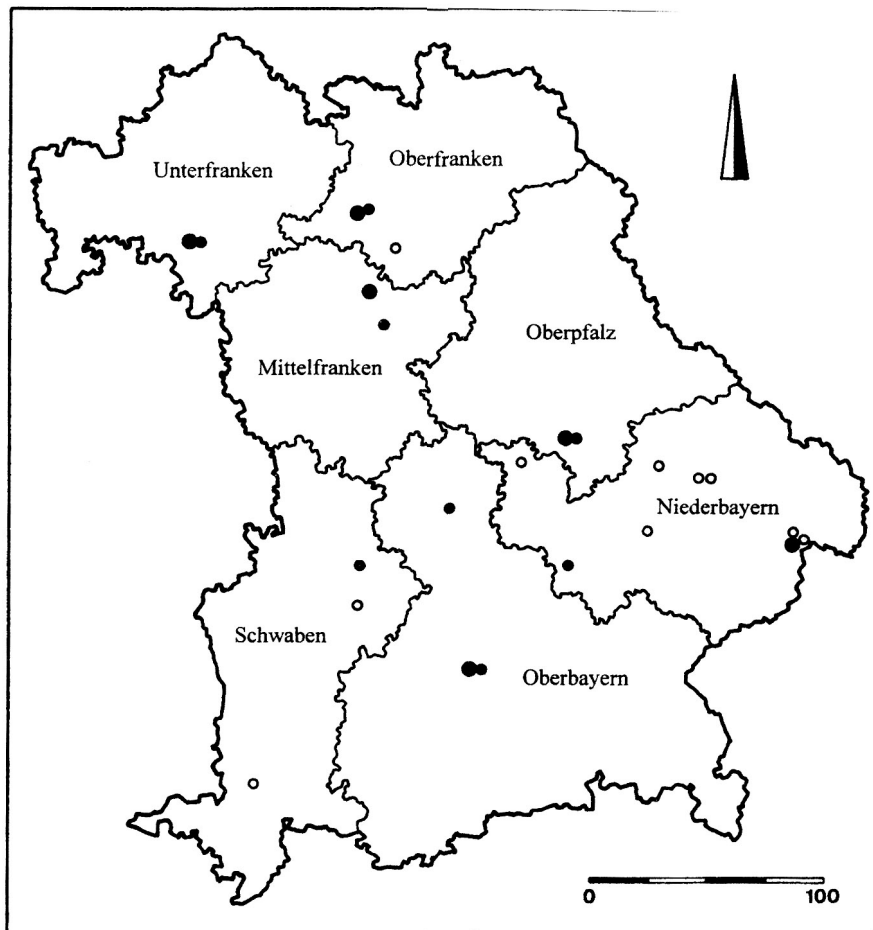 Unterfranken
Oberfranken
Mittelfranken
Oberpfalz
Niederbayern
Schwaben
Oberbayern
0 100